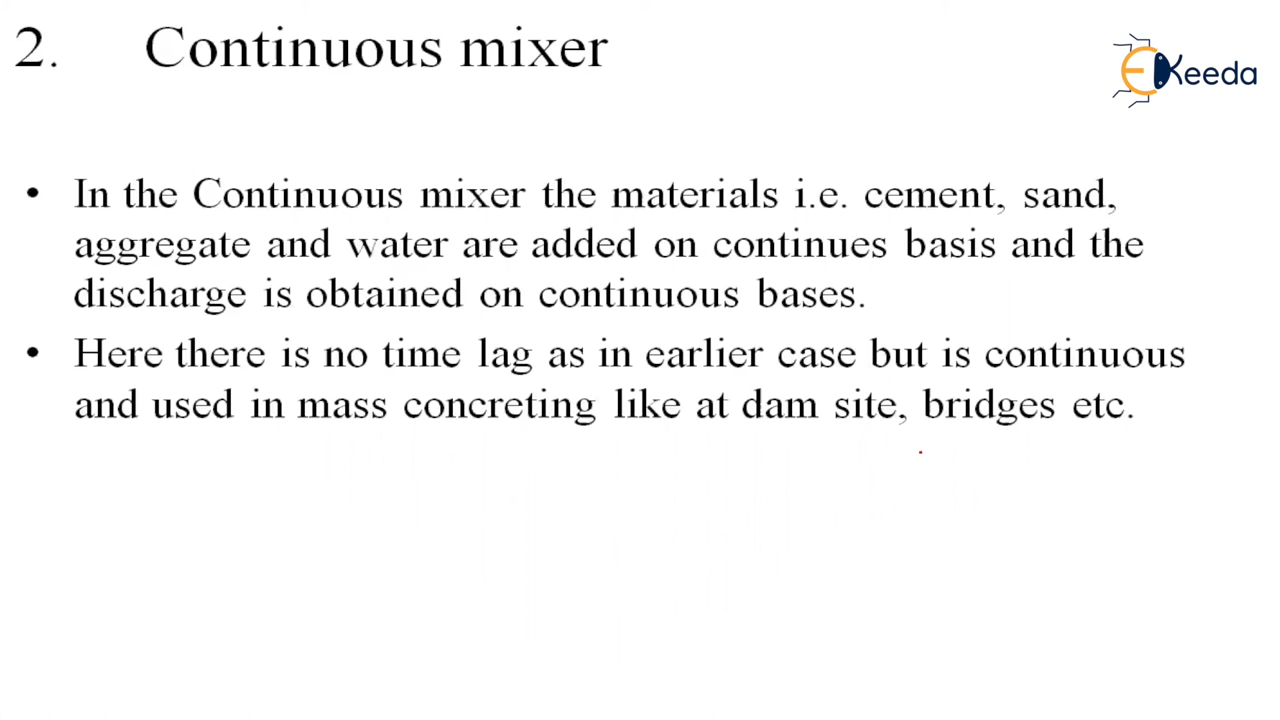 2. Continuous mixer
EKeeda
• In the Continuous mixer the materials i.e. cement, sand,
aggregate and water are added on continues basis and the
discharge is obtained on continuous bases.
• Here there is no time lag as in earlier case but is continuous
and used in mass concreting like at dam site, bridges etc.